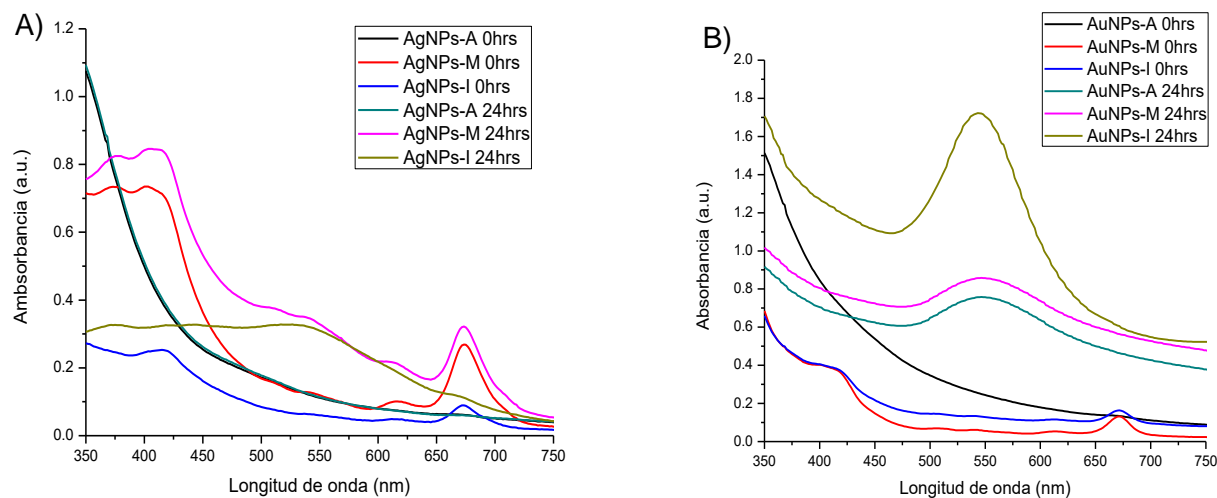 A)
AgNPs-A 0hrs
AgNPs-M 0hrs
AgNPs-I 0hrs
AgNPs-A 24hrs
AgNPs-M 24hrs
AgNPs-I 24hrs
1.2
1.0
0.8
0.6
0.4
0.2
0.0
Ambsorbancia (a.u.)
350 400 450 500 550 600 650 700 750
Longitud de onda (nm)
B)
AuNPs-A 0hrs
AuNPs-M 0hrs
AuNPs-I 0hrs
AuNPs-A 24hrs
AuNPs-M 24hrs
AuNPs-I 24hrs
2.0
1.8
1.6
1.4
1.2
1.0
0.8
0.6
0.4
0.2
0.0
Absorbancia (a.u.)
350 400 450 500 550 600 650 700 750
Longitud de onda (nm)